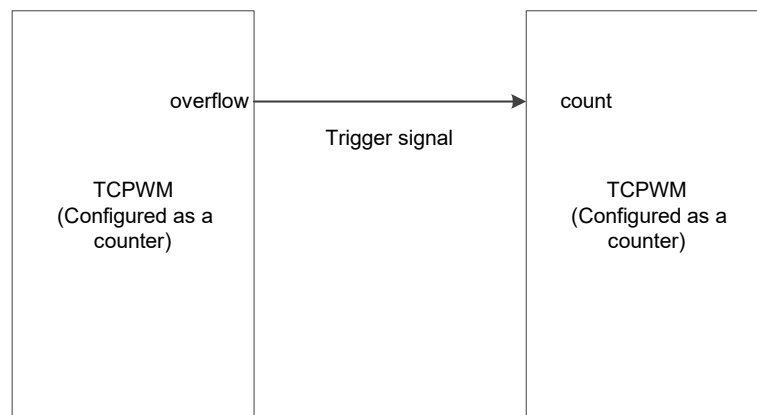 overflow
count
Trigger signal
TCPWM
(Configured as a
counter)
TCPWM
(Configured as a
counter)